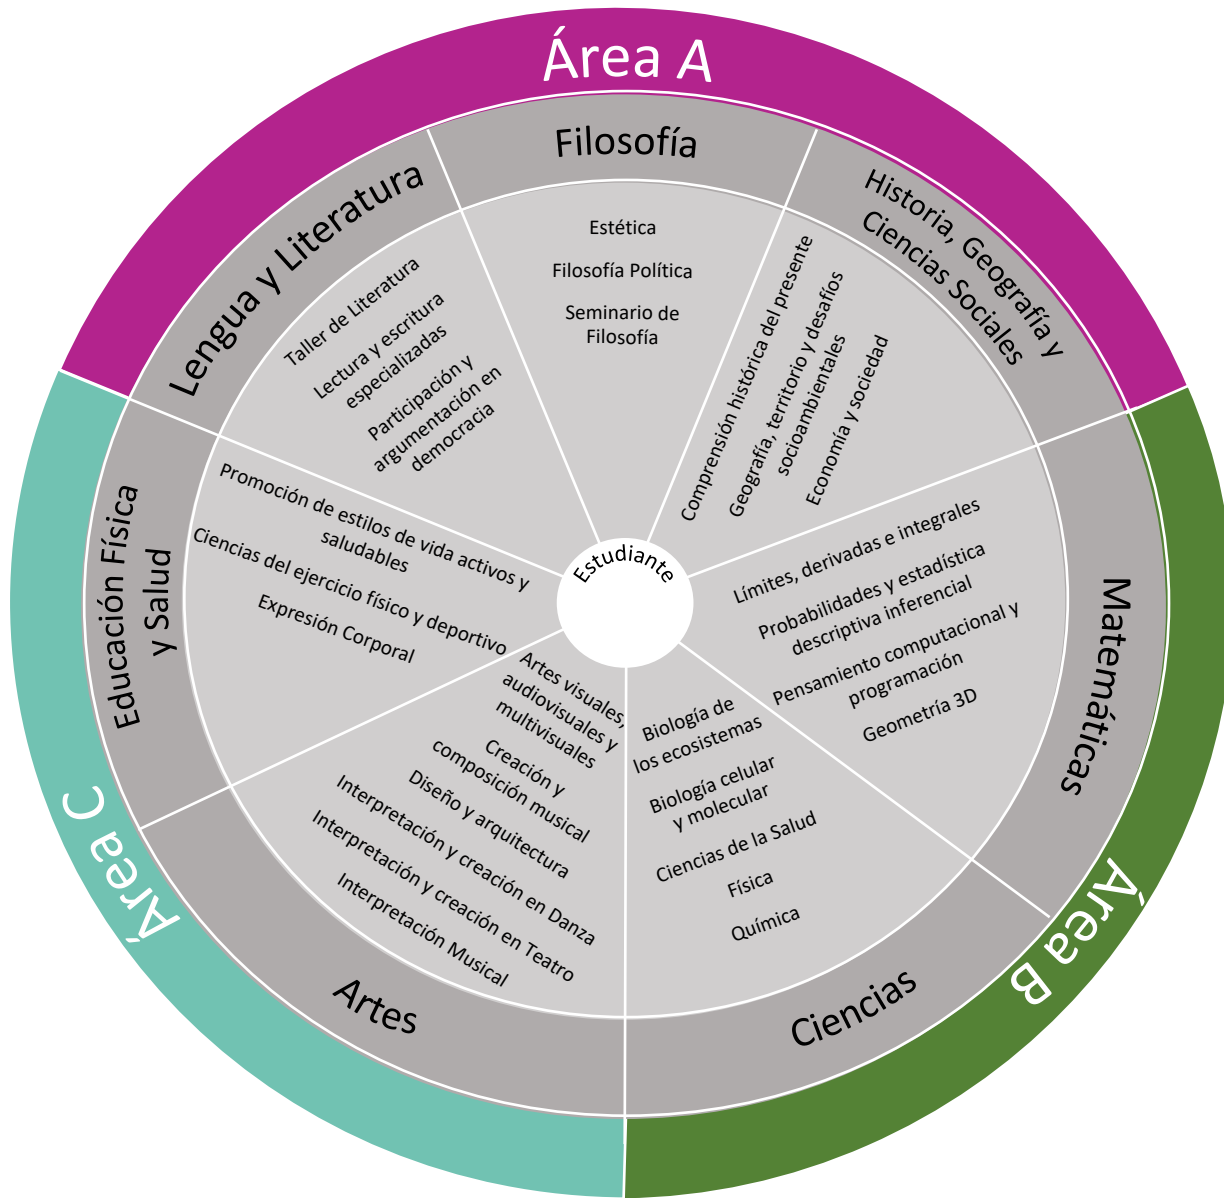 Área A
Filosofía
Estética
Filosofía Política
Seminario de
Filosofía
Historia, Geografía y
Ciencias Sociales
Comprensión histórica del presente
Geografía, territorio y desafíos
socioambientales
Economía y sociedad
Lengua y Literatura
Taller de Literatura
Lectura y escritura
especializadas
Participación y
argumentación en
democracia
Estudiante
Área B
Matemáticas
Límites, derivadas e integrales
Probabilidades y estadística
descriptiva inferencial
Pensamiento computacional y
programación
Geometría 3D
Ciencias
Biología de
los ecosistemas
Biología celular
y molecular
Ciencias de la Salud
Física
Química
Área C
Artes
Artes visuales,
audiovisuales y
multivisuales
Creación y
composición musical
Diseño y arquitectura
Interpretación y creación en Danza
Interpretación y creación en Teatro
Interpretación Musical
Educación Física
y Salud
Promoción de estilos de vida activos y
saludables
Ciencias del ejercicio físico y deportivo
Expresión Corporal